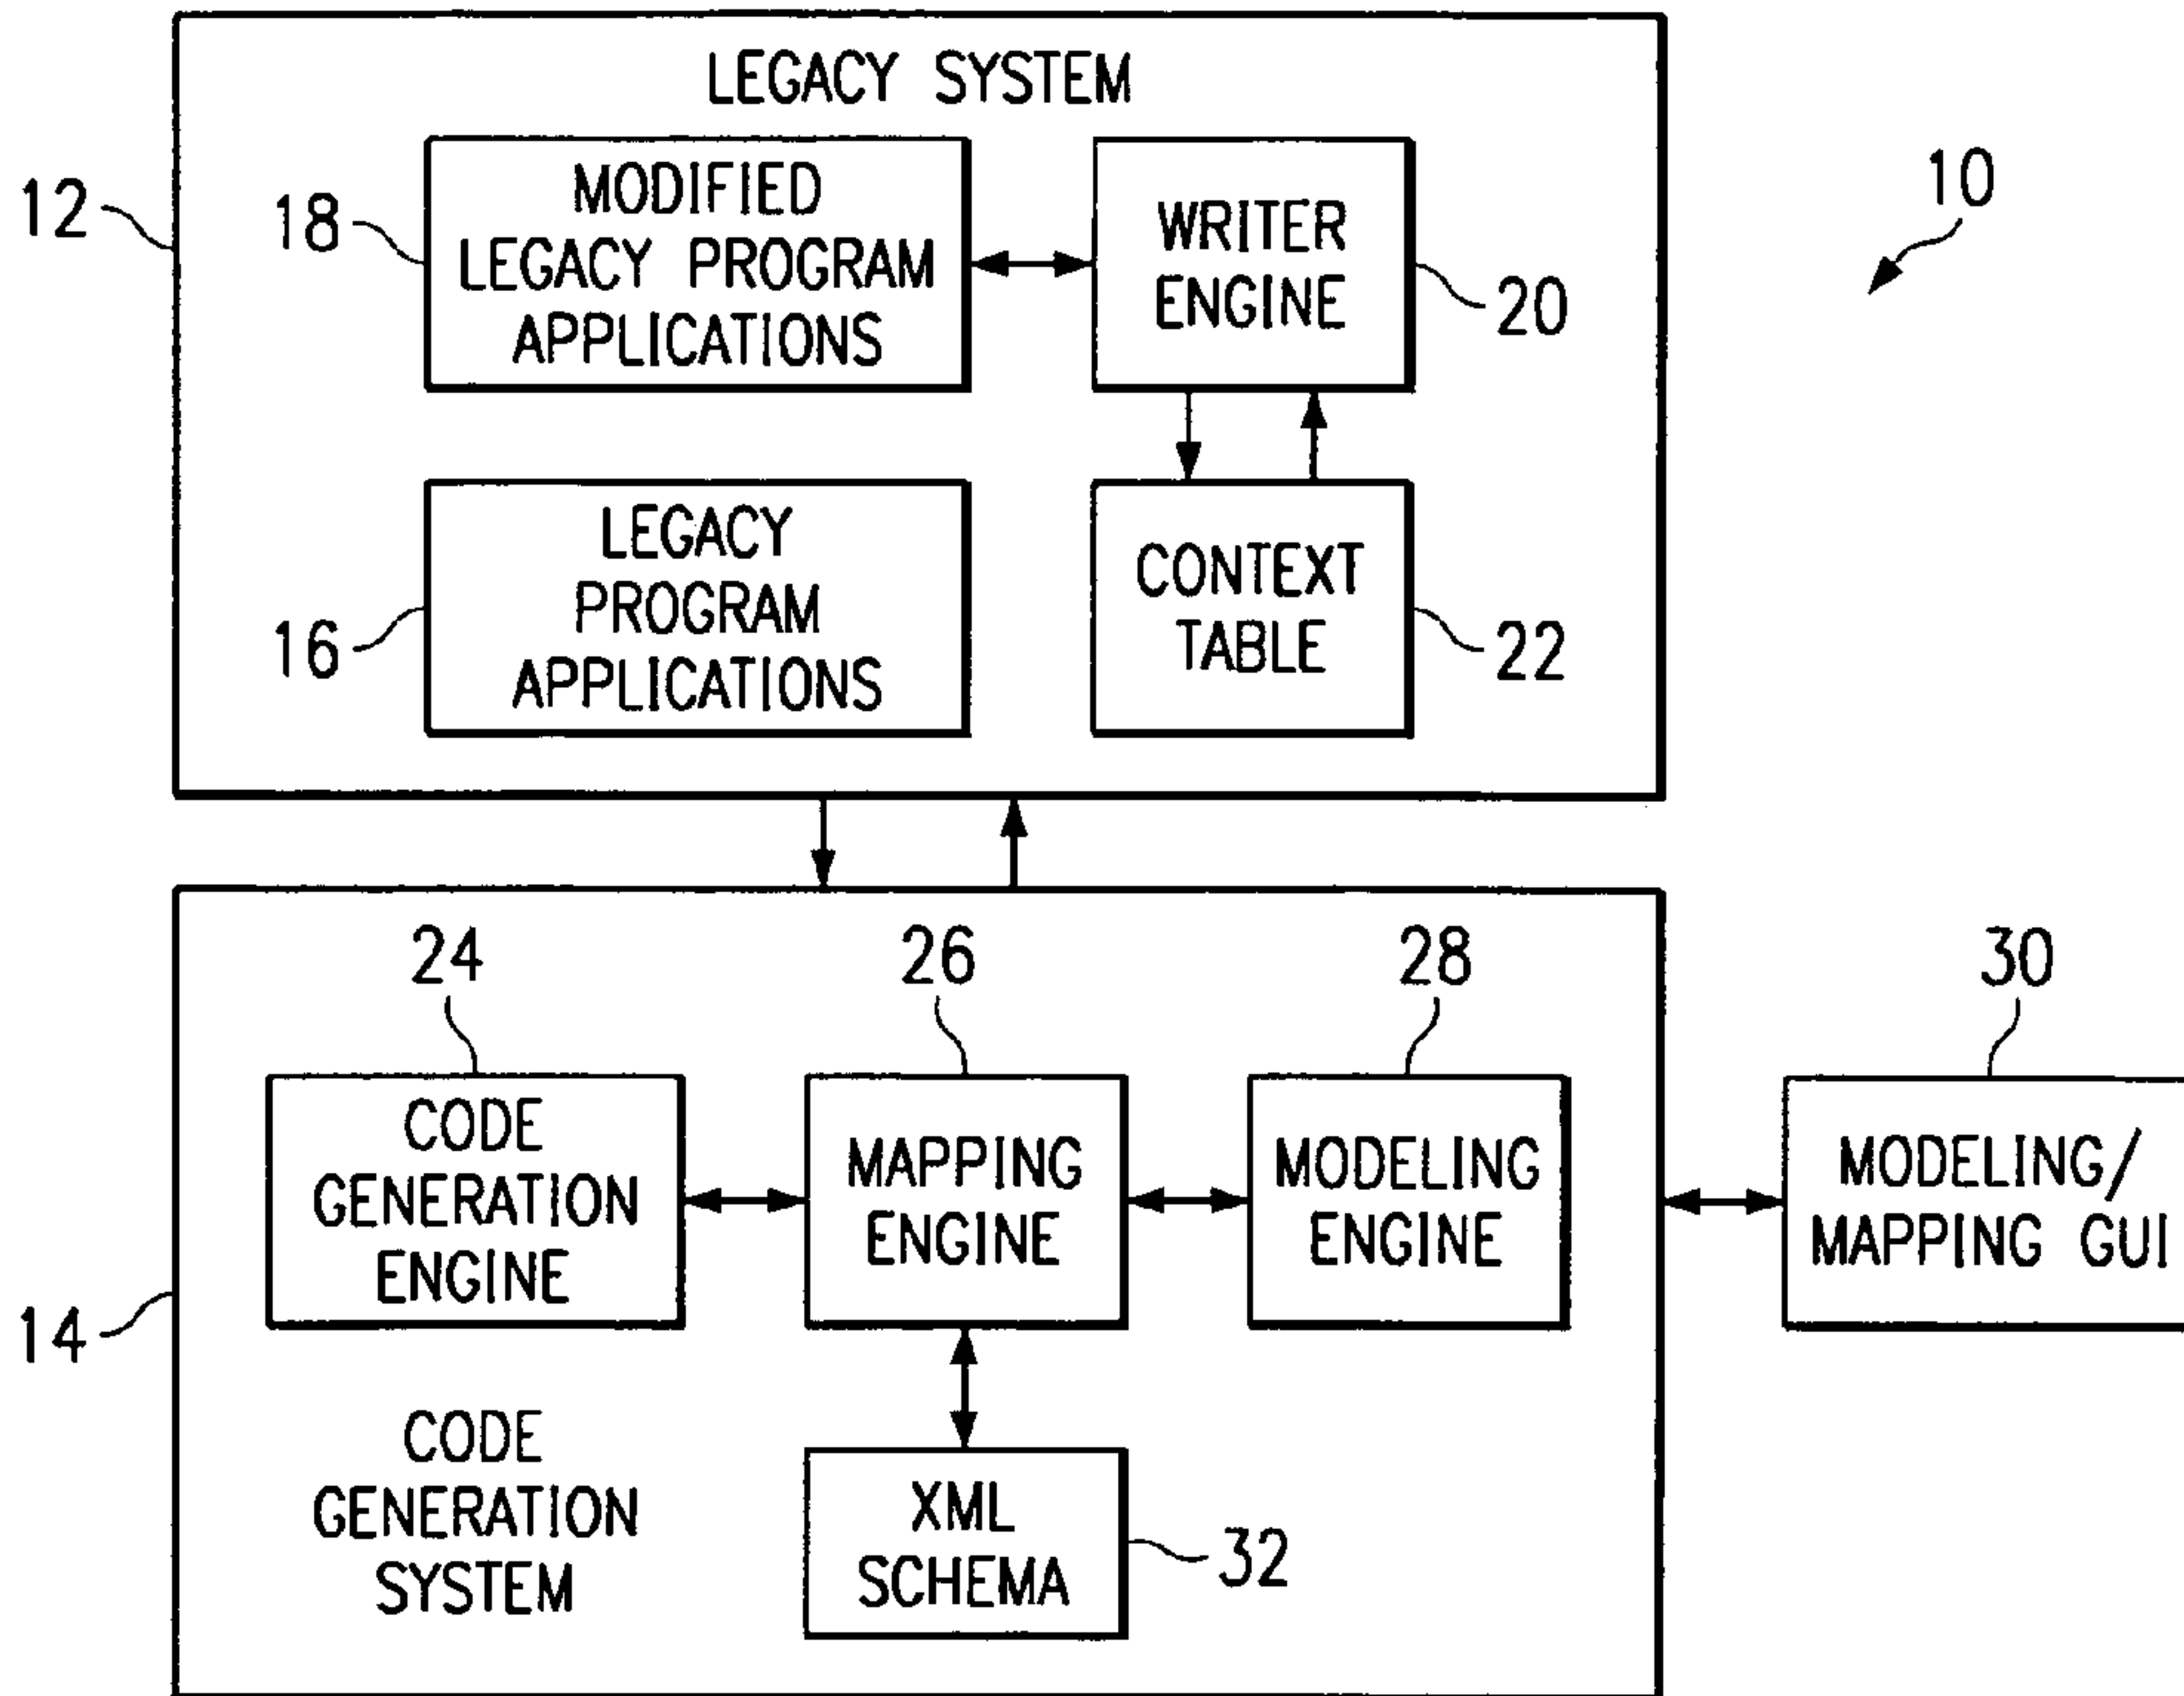 LEGACY SYSTEM
12
18
MODIFIED
LEGACY PROGRAM
APPLICATIONS
WRITER
ENGINE
20
10
16
LEGACY
PROGRAM
APPLICATIONS
CONTEXT
TABLE
22
24
26
28
30
14
CODE
GENERATION
ENGINE
MAPPING
ENGINE
MODELING
ENGINE
MODELING/
MAPPING GUI
CODE
GENERATION
SYSTEM
XML
SCHEMA
32